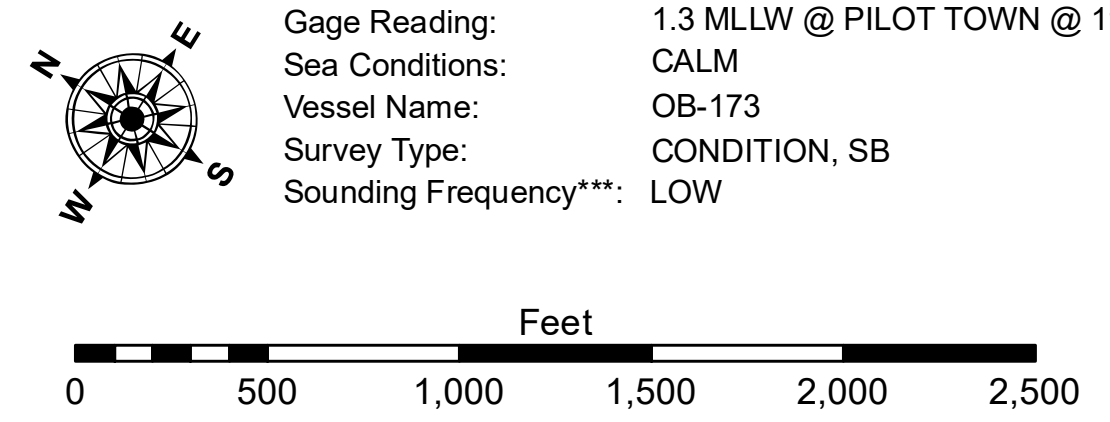 N E S W
Gage Reading: 1.3 MLLW @ PILOT TOWN @ 1
Sea Conditions: CALM
Vessel Name: OB-173
Survey Type: CONDITION, SB
Sounding Frequency***: LOW
Feet
0 500 1,000 1,500 2,000 2,500